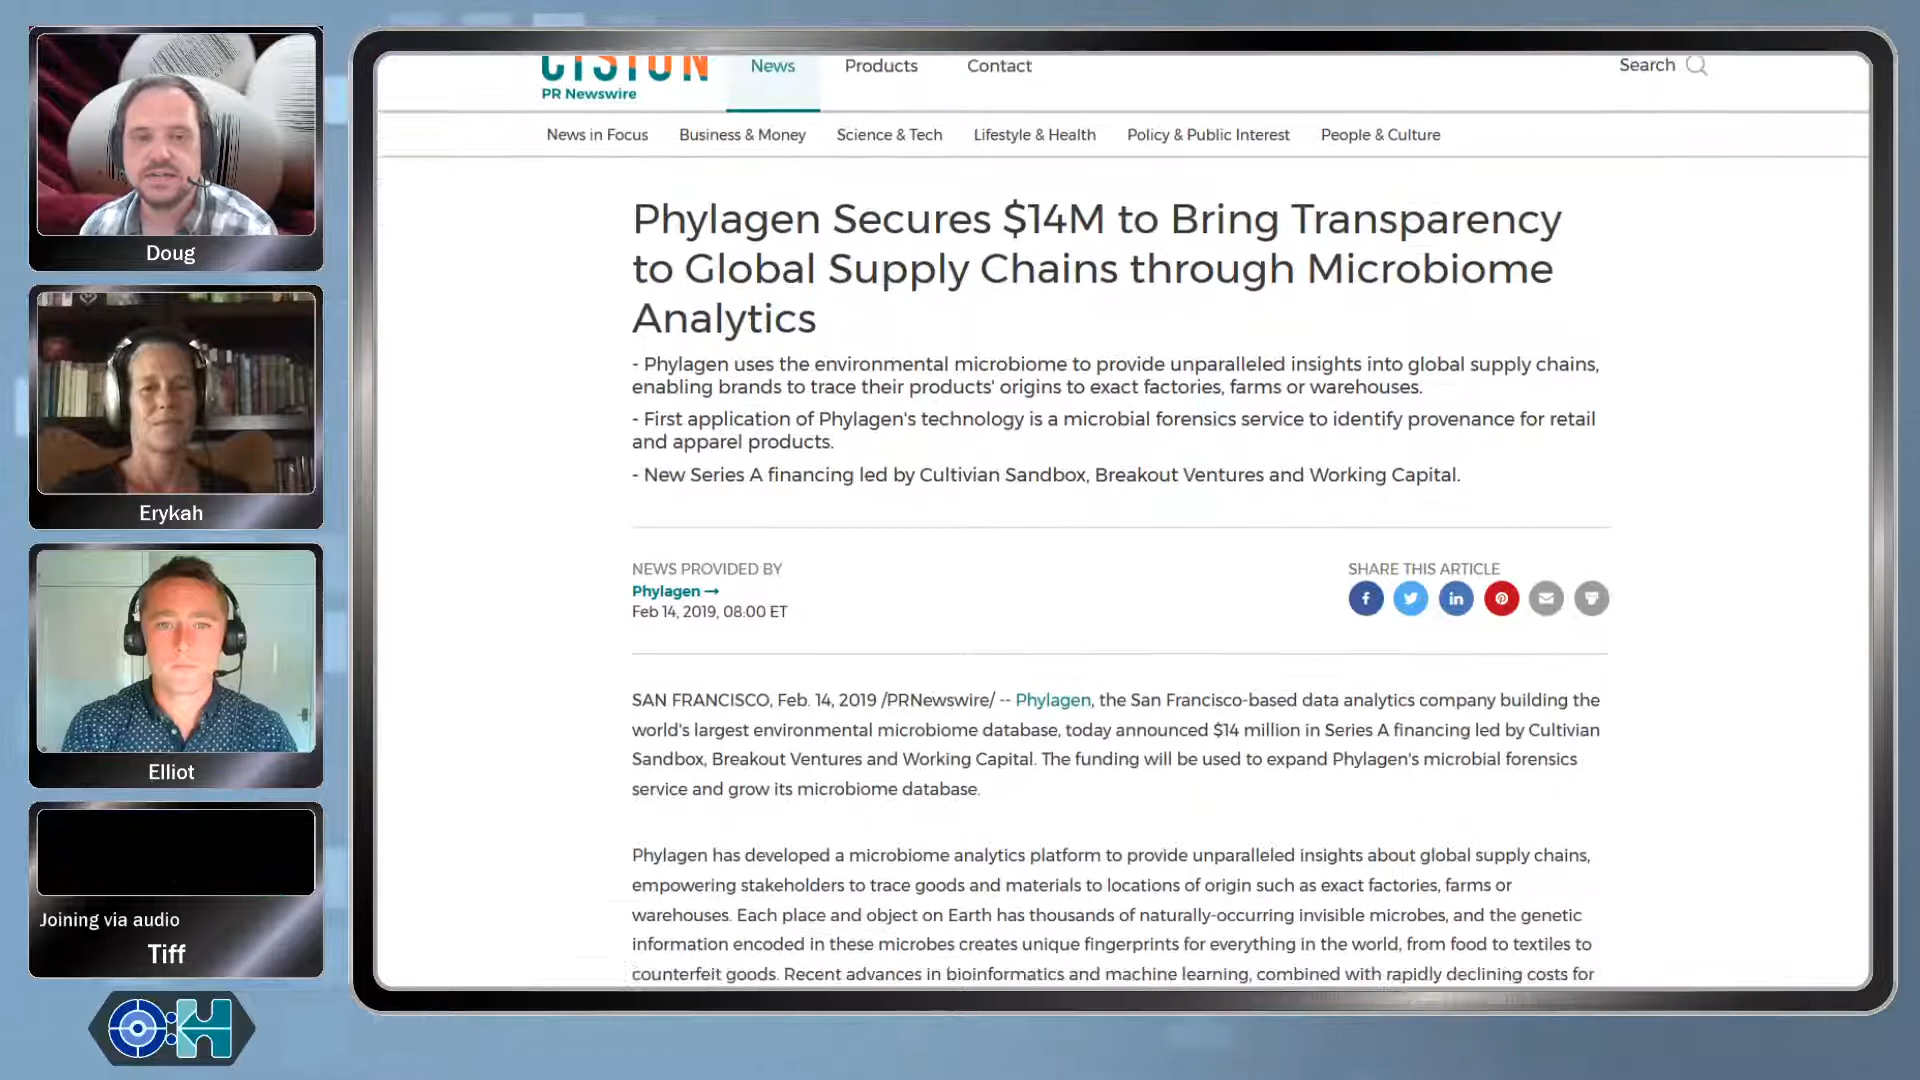 Doug
Erykah
Elliot
Joining via audio
Tiff
CISION
PR Newswire
News
Products
Contact
Search
News in Focus
Business & Money
Science & Tech
Lifestyle & Health
Policy & Public Interest
People & Culture
Phylagen Secures $14M to Bring Transparency
to Global Supply Chains through Microbiome
Analytics
- Phylagen uses the environmental microbiome to provide unparalleled insights into global supply chains,
enabling brands to trace their products' origins to exact factories, farms or warehouses.
- First application of Phylagen's technology is a microbial forensics service to identify provenance for retail
and apparel products.
- New Series A financing led by Cultivian Sandbox, Breakout Ventures and Working Capital.
NEWS PROVIDED BY
Phylagen →
Feb 14, 2019, 08:00 ET
SHARE THIS ARTICLE
SAN FRANCISCO, Feb. 14, 2019 /PRNewswire/ -- Phylagen, the San Francisco-based data analytics company building the
world's largest environmental microbiome database, today announced $14 million in Series A financing led by Cultivian
Sandbox, Breakout Ventures and Working Capital. The funding will be used to expand Phylagen's microbial forensics
service and grow its microbiome database.
Phylagen has developed a microbiome analytics platform to provide unparalleled insights about global supply chains,
empowering stakeholders to trace goods and materials to locations of origin such as exact factories, farms or
warehouses. Each place and object on Earth has thousands of naturally-occurring invisible microbes, and the genetic
information encoded in these microbes creates unique fingerprints for everything in the world, from food to textiles to
counterfeit goods. Recent advances in bioinformatics and machine learning, combined with rapidly declining costs for